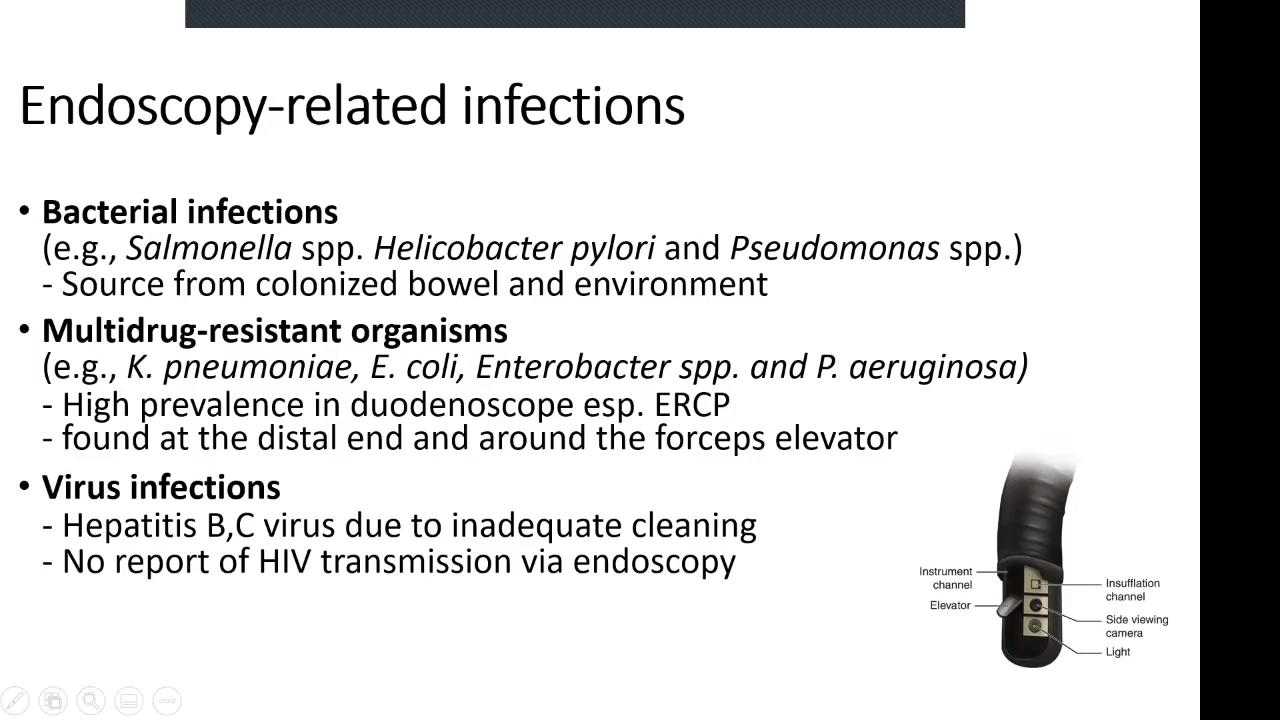 Endoscopy-related infections
• Bacterial infections
(e.g., Salmonella spp. Helicobacter pylori and Pseudomonas spp.)
- Source from colonized bowel and environment
• Multidrug-resistant organisms
(e.g., K. pneumoniae, E. coli, Enterobacter spp. and P. aeruginosa)
- High prevalence in duodenoscope esp. ERCP
- found at the distal end and around the forceps elevator
• Virus infections
- Hepatitis B,C virus due to inadequate cleaning
- No report of HIV transmission via endoscopy
Instrument
channel
Elevator
Insufflation
channel
Side viewing
camera
Light